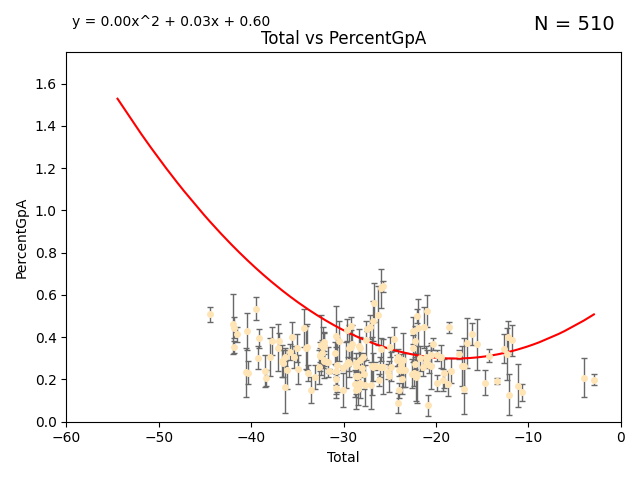 y = 0.00x^2 + 0.03x + 0.60
N = 510
Total vs PercentGpA
PercentGpA
1.6
1.4
1.2
1.0
0.8
0.6
0.4
0.2
0.0
−60 −50 −40 −30 −20 −10 0
Total